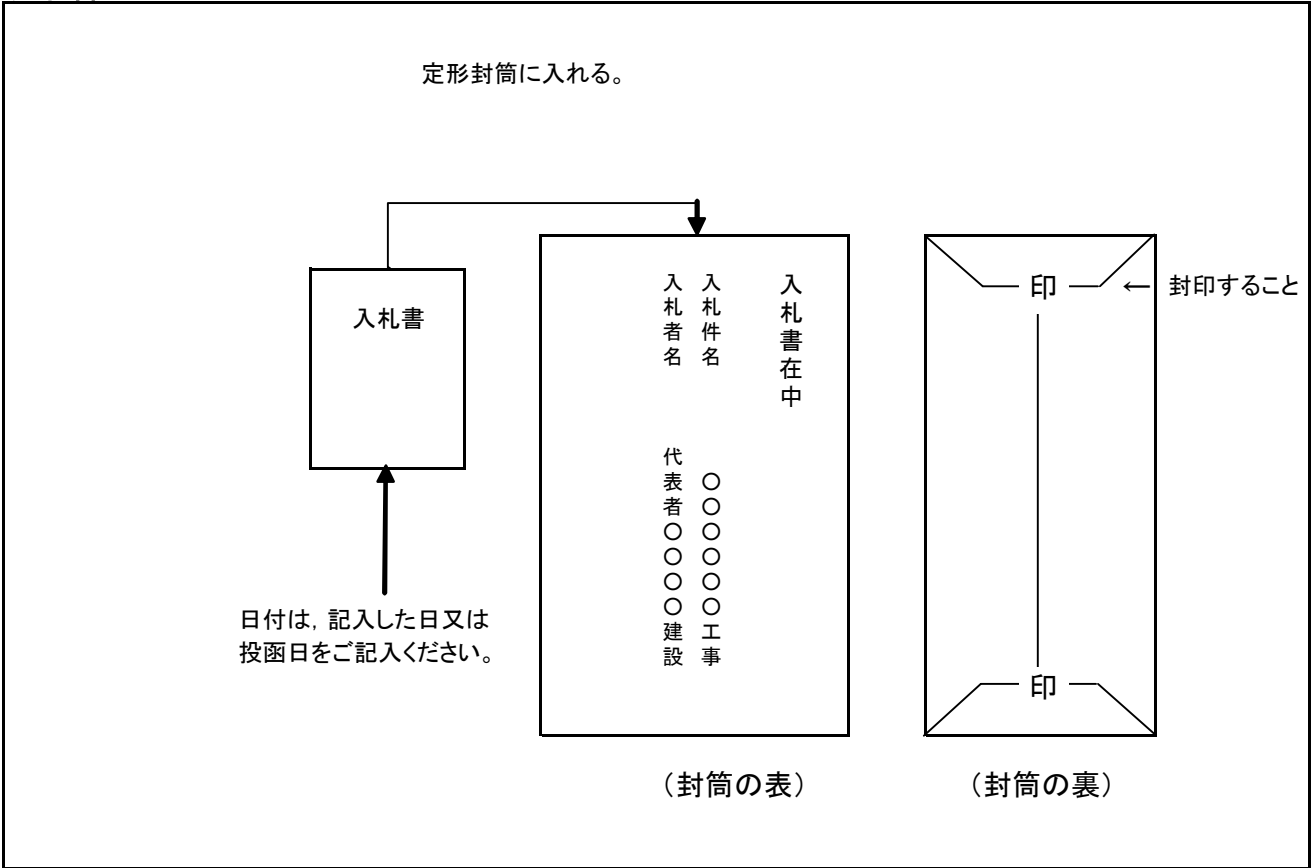 定形封筒に入れる。
入札書
日付は，記入した日又は
投函日をご記入ください。
入札書在中
入札件名　〇〇〇〇〇〇工事
入札者名　代表者〇〇〇〇建設
印
← 封印すること
印
（封筒の表）
（封筒の裏）